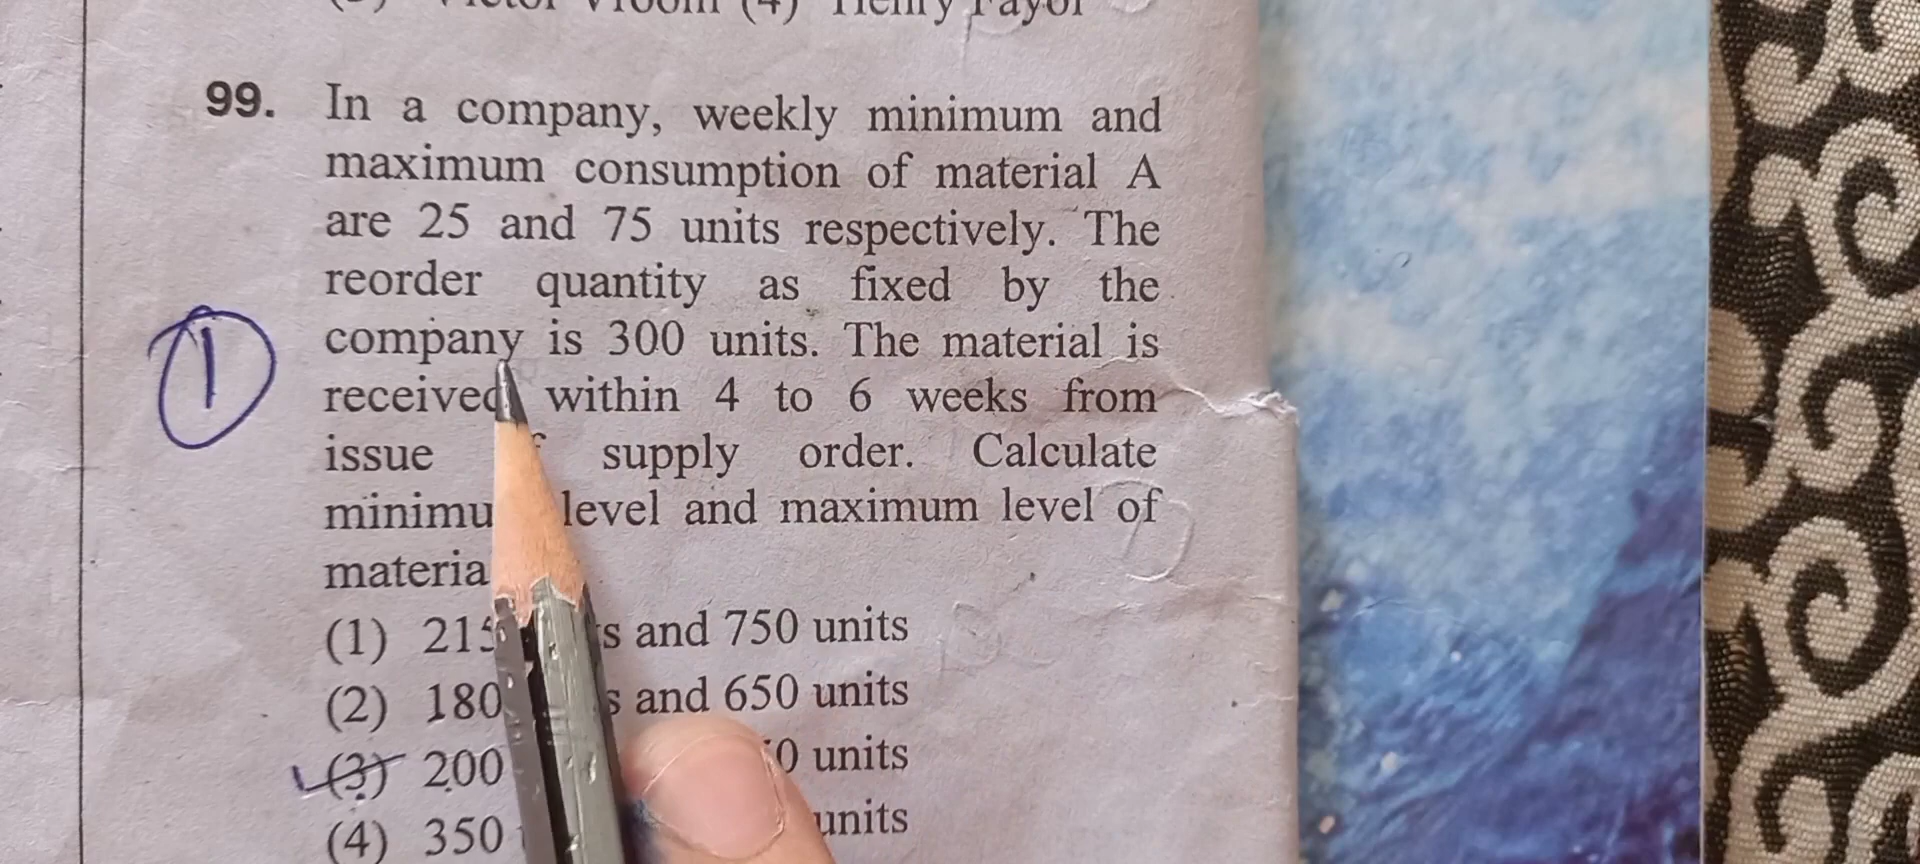 99. In a company, weekly minimum and
maximum consumption of material A
are 25 and 75 units respectively. The
reorder quantity as fixed by the
company is 300 units. The material is
received within 4 to 6 weeks from
issue supply order. Calculate
level and maximum level of
(1) and 750 units
(2) 180 and 650 units
(3) 200 units
(4) 350 units
1